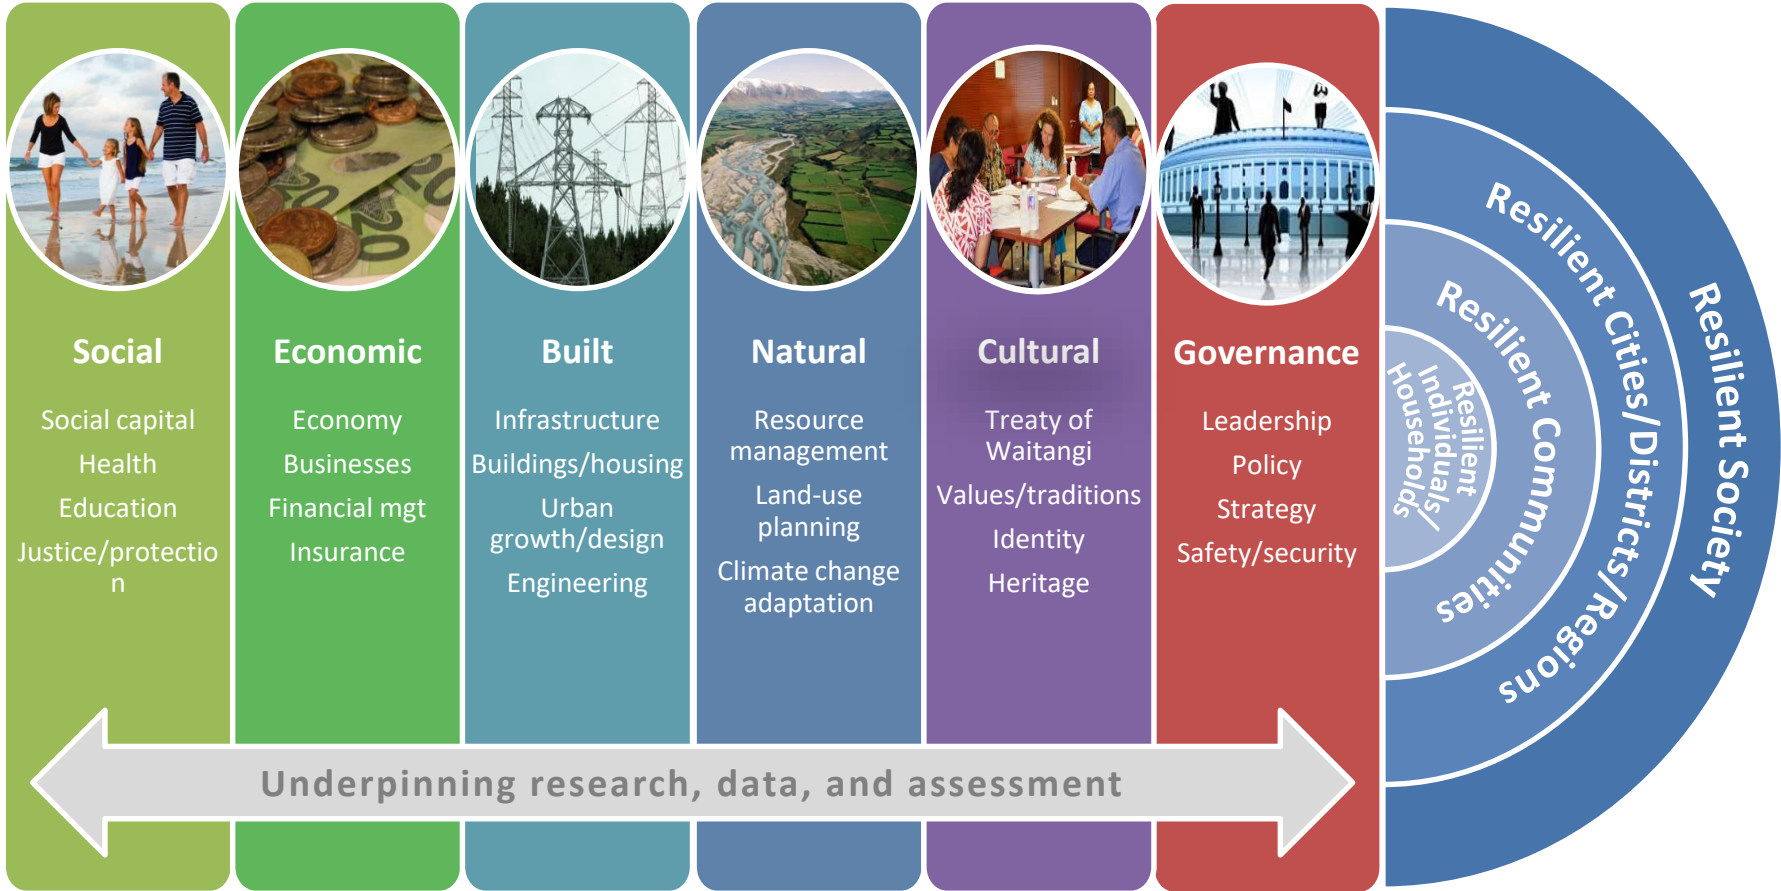 Social
Social capital
Health
Education
Justice/protectio
n
Economic
Economy
Businesses
Financial mgt
Insurance
Built
Infrastructure
Buildings/housing
Urban
growth/design
Engineering
Natural
Resource
management
Land-use
planning
Climate change
adaptation
Cultural
Treaty of
Waitangi
Values/traditions
Identity
Heritage
Governance
Leadership
Policy
Strategy
Safety/security
Resilient
Individuals/
Households
Resilient Communities
Resilient Cities/Districts/Regions
Resilient Society
Underpinning research, data, and assessment
20
20
20